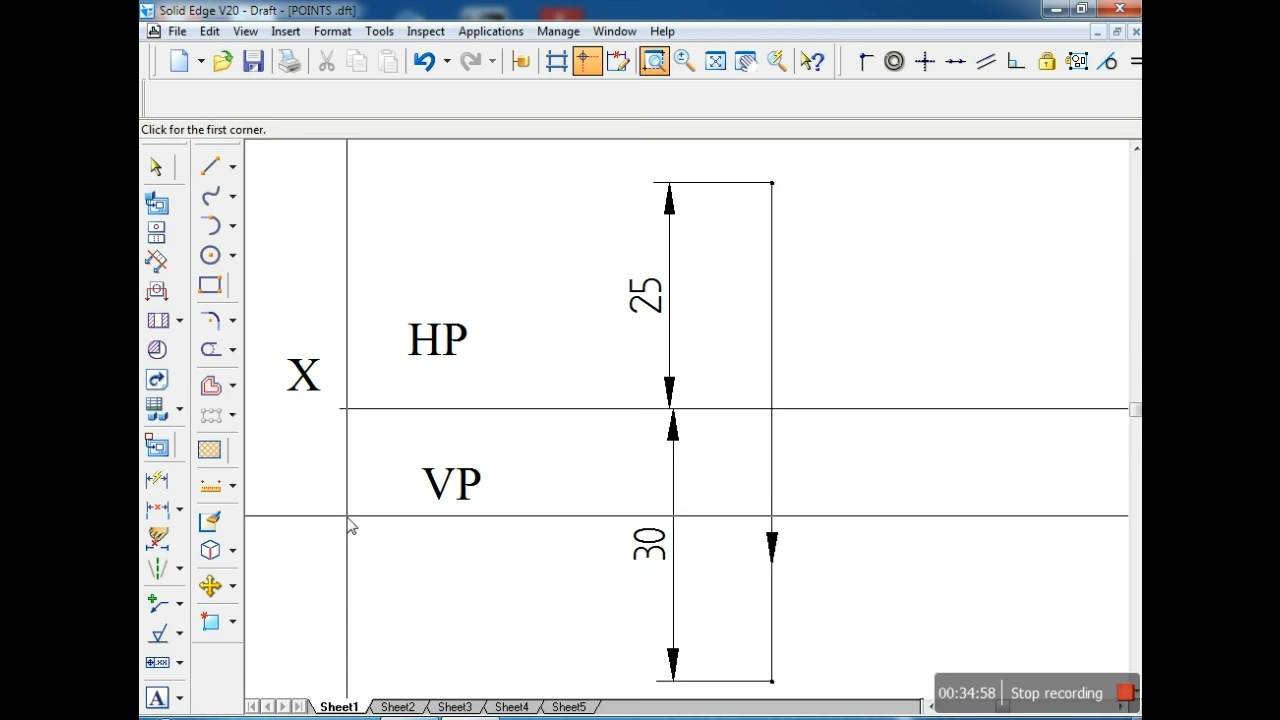 Solid Edge V20 - Draft - [POINTS .dft]
File Edit View Insert Format Tools Inspect Applications Manage Window Help
Click for the first corner.
25
HP
X
VP
30
A
00:34:58 Stop recording
Sheet1 Sheet2 Sheet3 Sheet4 Sheet5